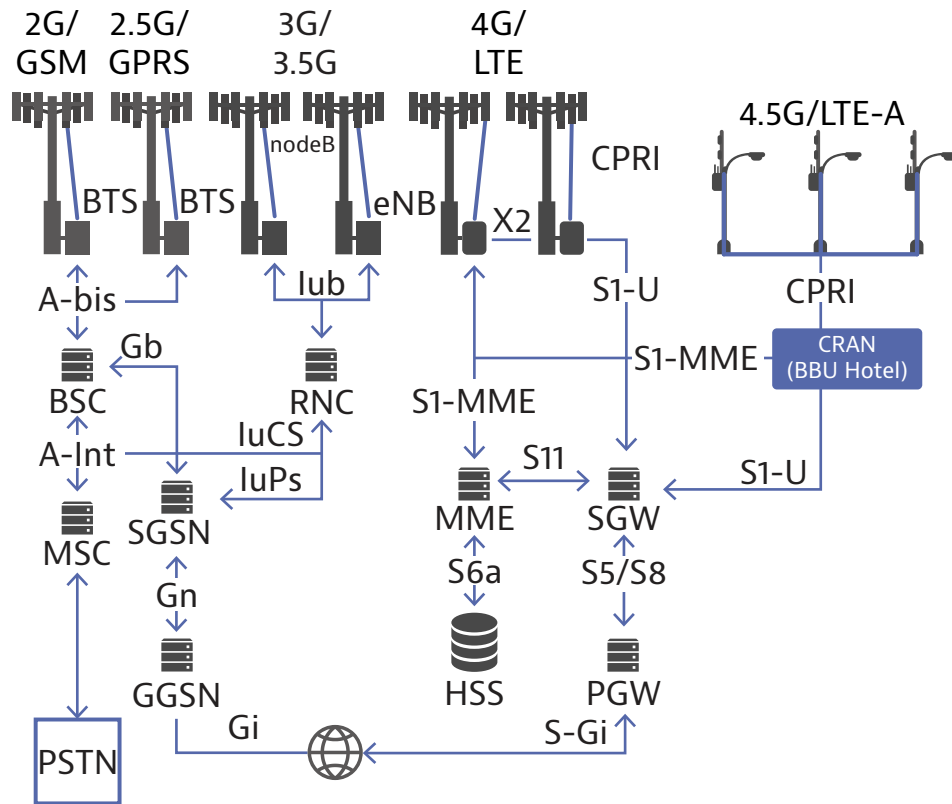 2G/
GSM
2.5G/
GPRS
3G/
3.5G
4G/
LTE
4.5G/LTE-A
nodeB
CPRI
BTS
BTS
eNB
X2
A-bis
Iub
S1-U
CPRI
Gb
S1-MME
CRAN
(BBU Hotel)
BSC
RNC
S1-MME
A-Int
IuCS
IuPs
S11
S1-U
MSC
SGSN
MME
SGW
Gn
S6a
S5/S8
GGSN
HSS
PGW
Gi
S-Gi
PSTN